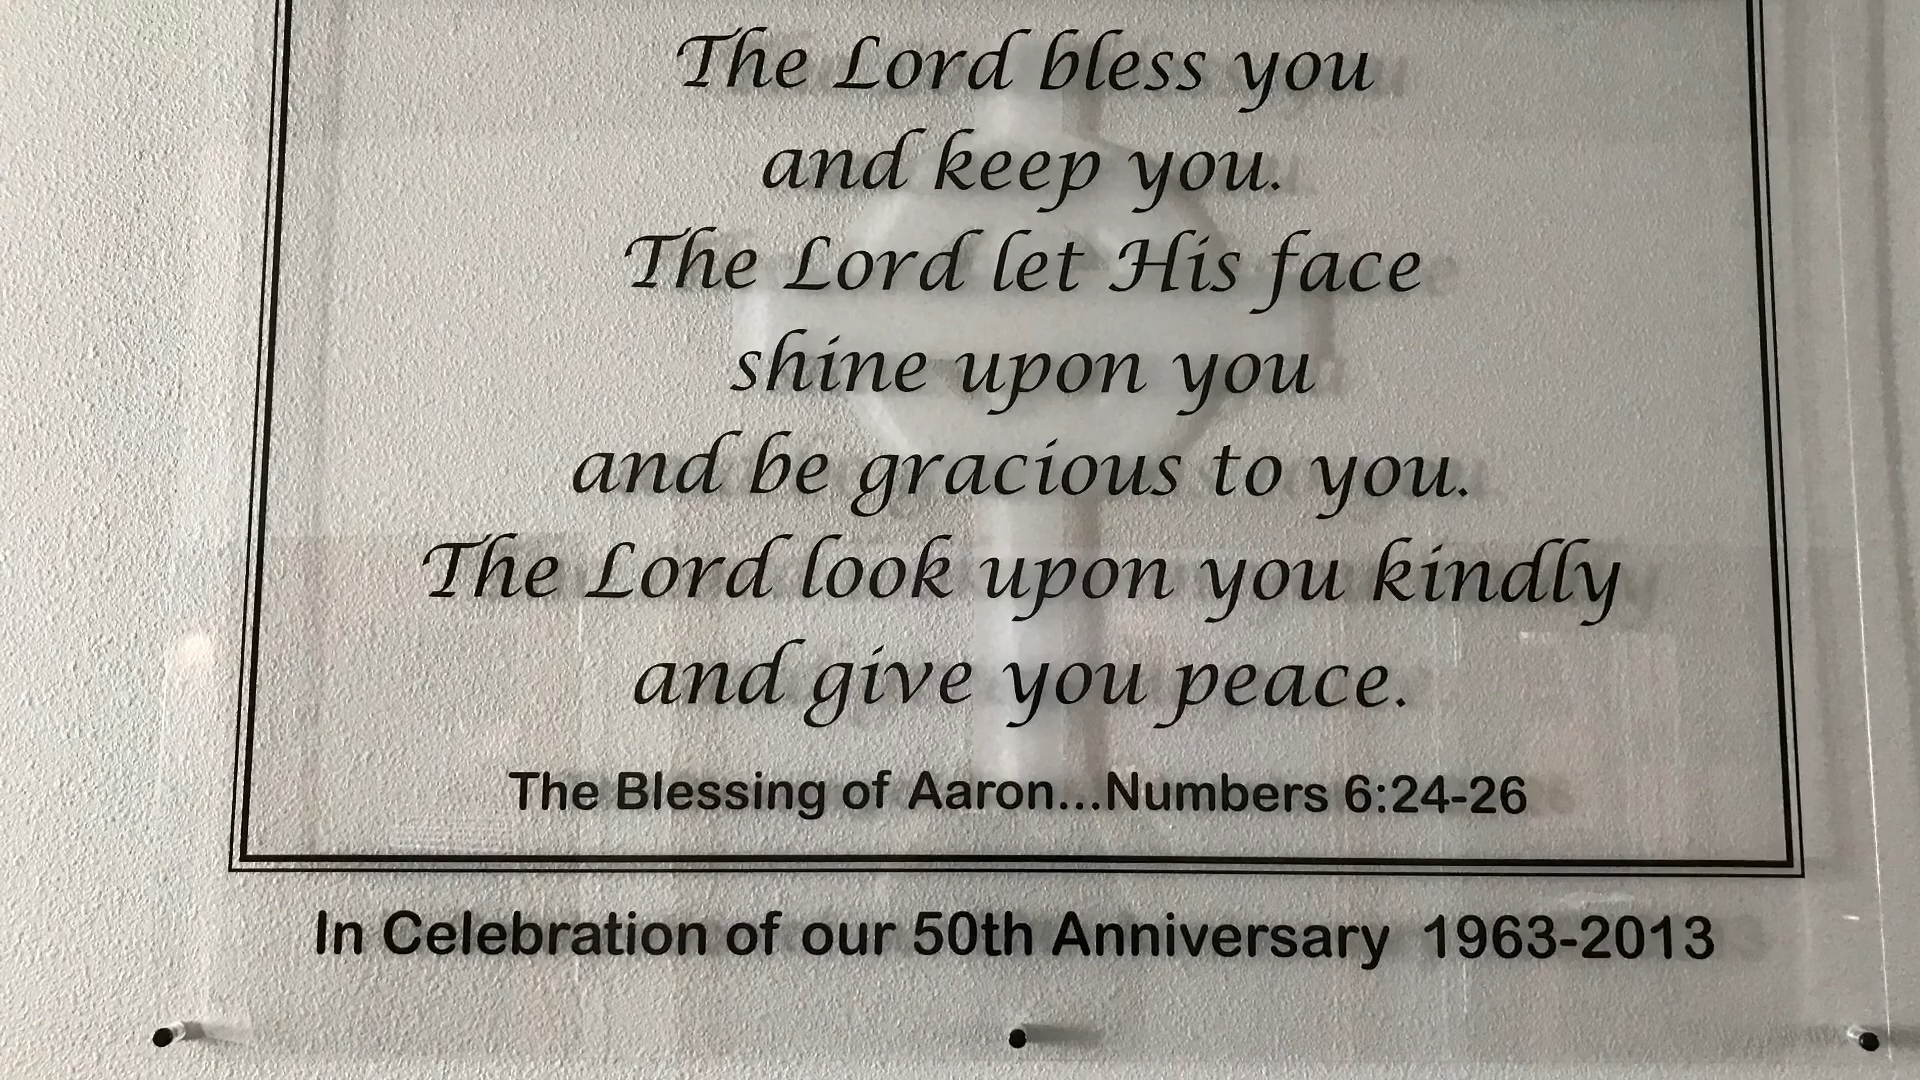 The Lord bless you
and keep you.
The Lord let His face
shine upon you
and be gracious to you.
The Lord look upon you kindly
and give you peace.
The Blessing of Aaron...Numbers 6:24-26
In Celebration of our 50th Anniversary 1963-2013